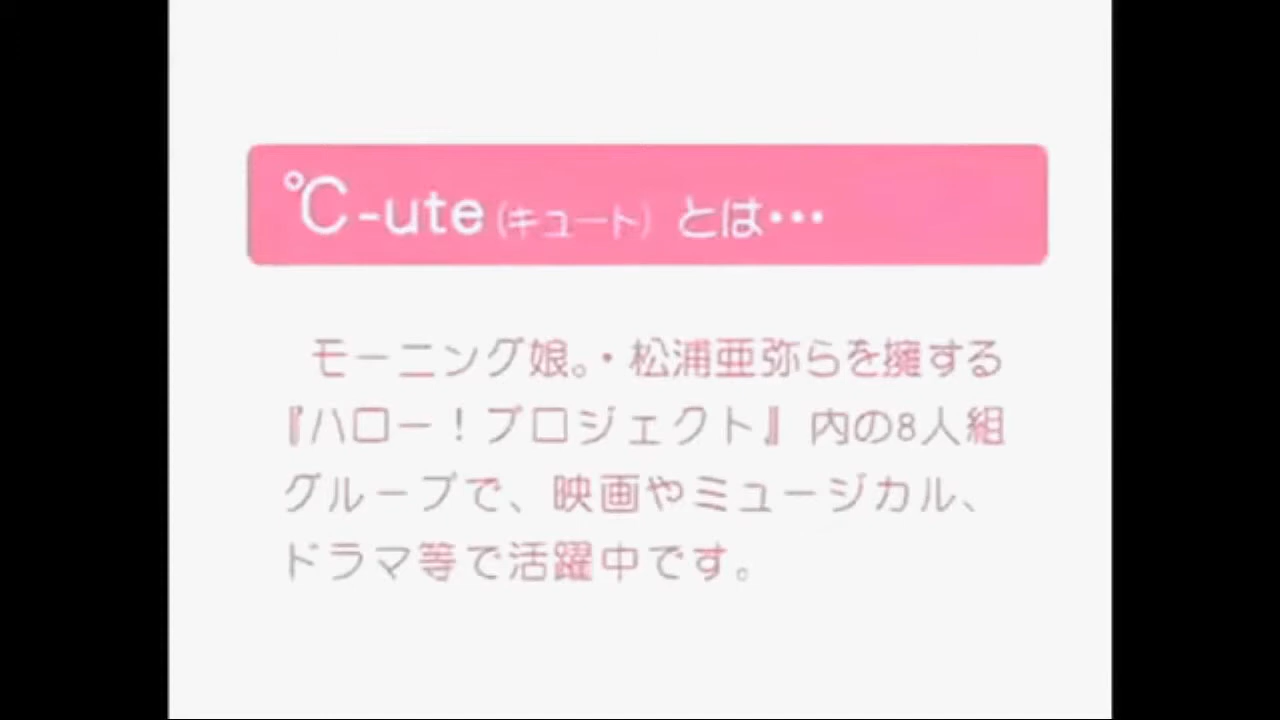 ℃-ute（キュート）とは・・・
モーニング娘。・松浦亜弥らを擁する
『ハロー！プロジェクト』内の8人組
グループで、映画やミュージカル、
ドラマ等で活躍中です。